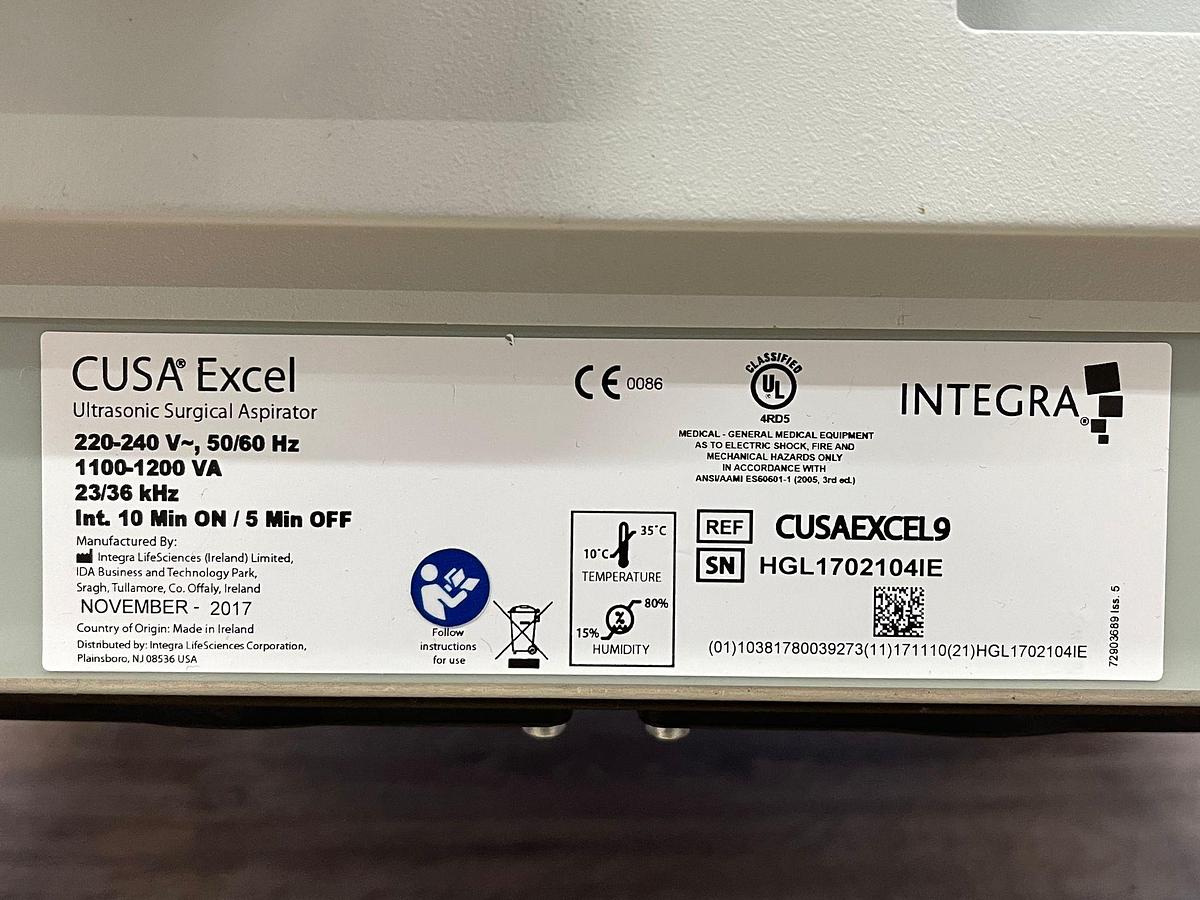 CUSA® Excel
Ultrasonic Surgical Aspirator
220-240 V~, 50/60 Hz
1100-1200 VA
23/36 kHz
Int. 10 Min ON / 5 Min OFF
Manufactured By:
Integra LifeSciences (Ireland) Limited,
IDA Business and Technology Park,
Sragh, Tullamore, Co. Offaly, Ireland
NOVEMBER - 2017
Country of Origin: Made in Ireland
Distributed by: Integra LifeSciences Corporation,
Plainsboro, NJ 08536 USA
Follow
instructions
for use
CE 0086
CLASSIFIED
UL
4RD5
MEDICAL - GENERAL MEDICAL EQUIPMENT
AS TO ELECTRIC SHOCK, FIRE AND
MECHANICAL HAZARDS ONLY
IN ACCORDANCE WITH
ANSI/AAMI ES60601-1 (2005, 3rd ed.)
INTEGRA®
35°C
10°C
TEMPERATURE
80%
%
15%
HUMIDITY
REF CUSAEXCEL9
SN HGL1702104IE
(01)10381780039273(11)171110(21)HGL1702104IE
72903689 Iss. 5